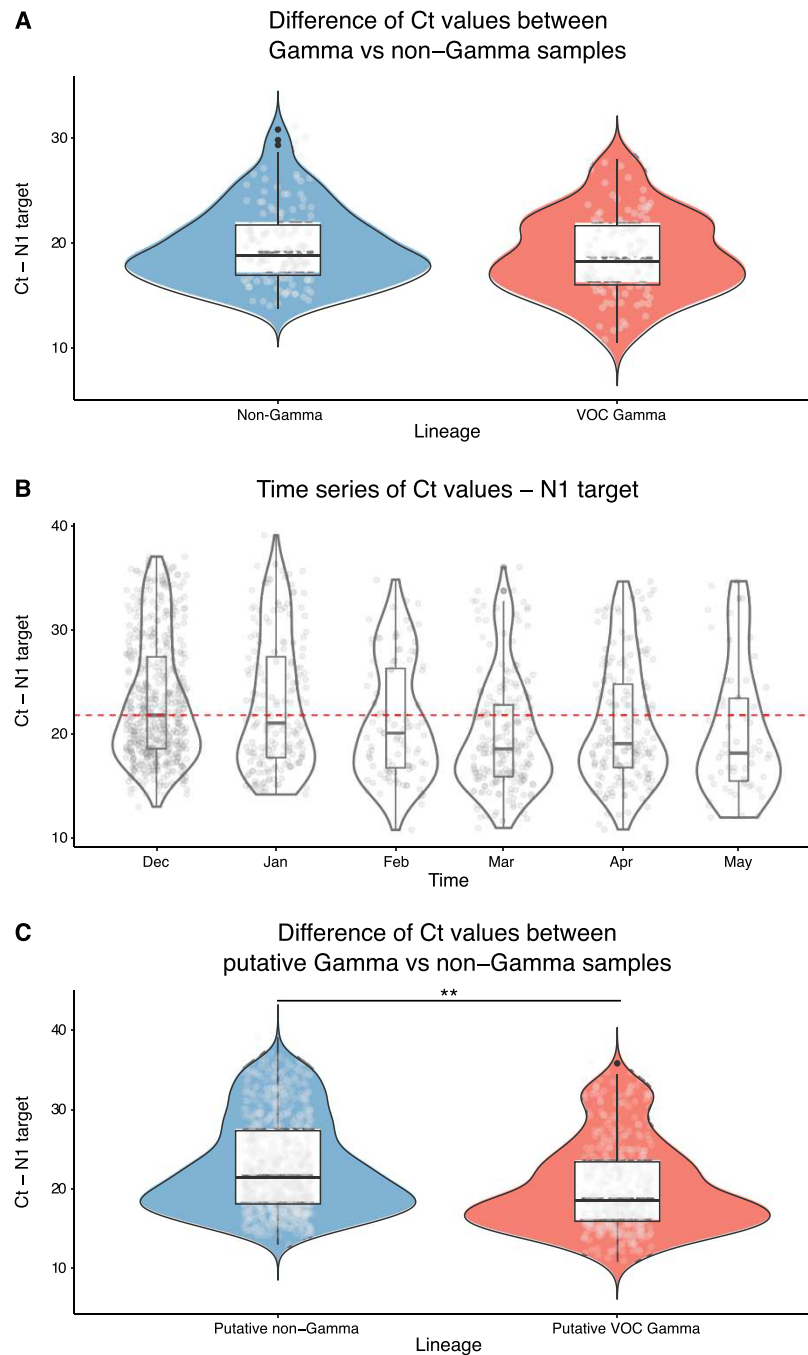 A
Difference of Ct values between
Gamma vs non−Gamma samples
30
20
10
Ct − N1 target
Non-Gamma
VOC Gamma
Lineage
B
Time series of Ct values − N1 target
40
30
20
10
Ct − N1 target
Dec
Jan
Feb
Mar
Apr
May
Time
C
Difference of Ct values between
putative Gamma vs non−Gamma samples
**
40
30
20
10
Ct − N1 target
Putative non−Gamma
Putative VOC Gamma
Lineage